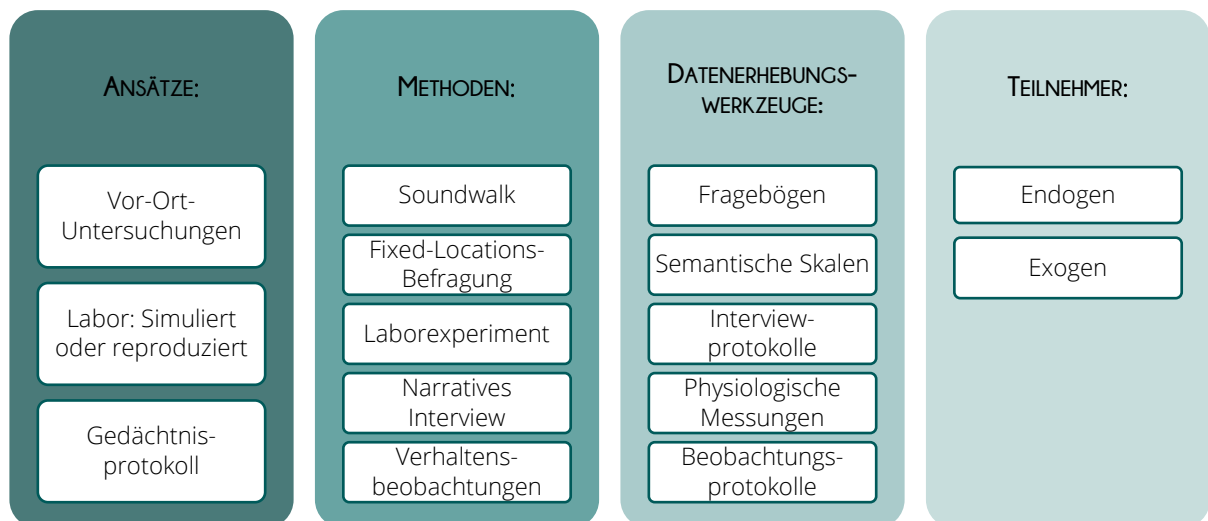 ANSÄTZE:
Vor-Ort-
Untersuchungen
Labor: Simuliert
oder reproduziert
Gedächtnis-
protokoll
METHODEN:
Soundwalk
Fixed-Locations-
Befragung
Laborexperiment
Narratives
Interview
Verhaltens-
beobachtungen
DATENERHEBUNGS-
WERKZEUGE:
Fragebögen
Semantische Skalen
Interview-
protokolle
Physiologische
Messungen
Beobachtungs-
protokolle
TEILNEHMER:
Endogen
Exogen